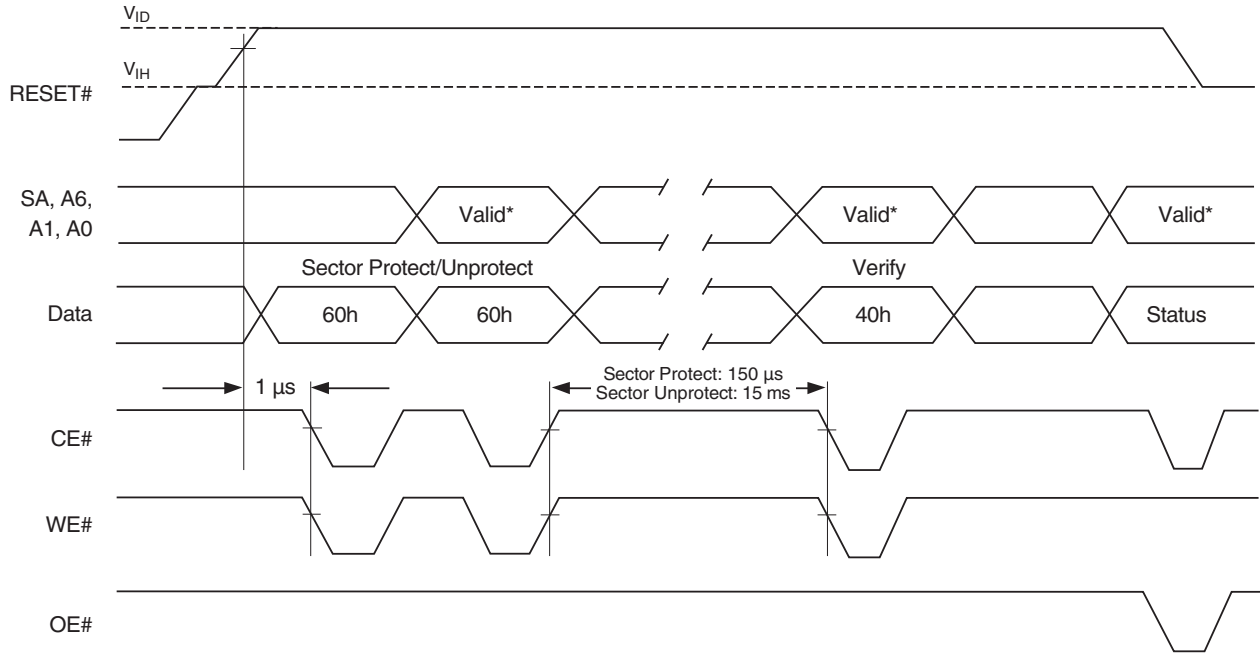 VID
VIH
RESET#
SA, A6,
A1, A0
Valid*
Valid*
Valid*
Sector Protect/Unprotect
Verify
Data
60h
60h
40h
Status
1 µs
Sector Protect: 150 µs
Sector Unprotect: 15 ms
CE#
WE#
OE#